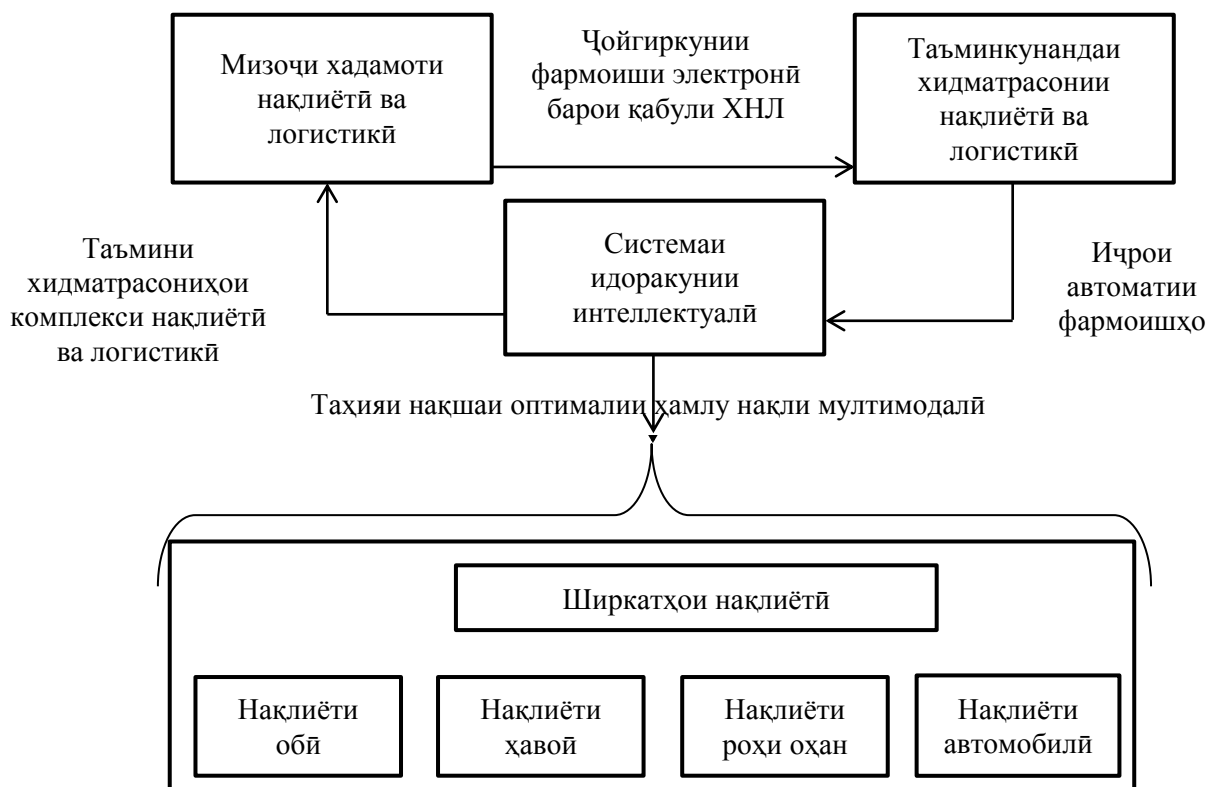 Мизоҷи хадамоти
нақлиётӣ ва
логистикӣ
Ҷойгиркунии
фармоиши электронӣ
барои қабули ХНЛ
Таъминкунандаи
хидматрасонии
нақлиётӣ ва
логистикӣ
Таъмини
хидматрасониҳои
комплекси нақлиётӣ
ва логистикӣ
Системаи
идоракунии
интеллектуалӣ
Иҷрои
автоматии
фармоишҳо
Таҳияи нақшаи оптималии ҳамлу нақли мултимодалӣ
Ширкатҳои нақлиётӣ
Нақлиёти
обӣ
Нақлиёти
ҳавоӣ
Нақлиёти
роҳи оҳан
Нақлиёти
автомобилӣ